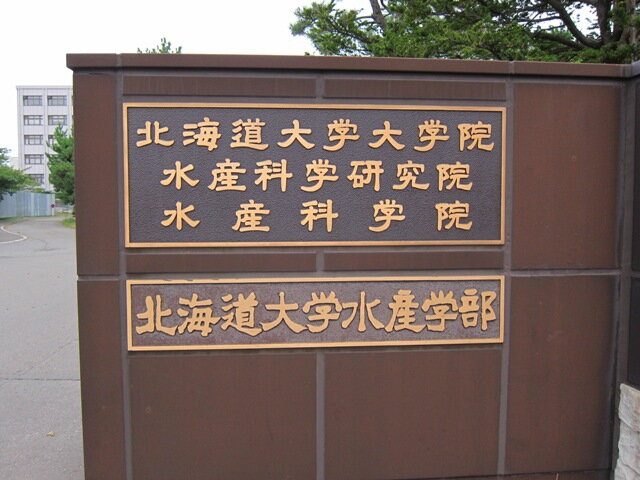 北海道大学大学院
水産科学研究院
水産科学院
北海道大学水産学部